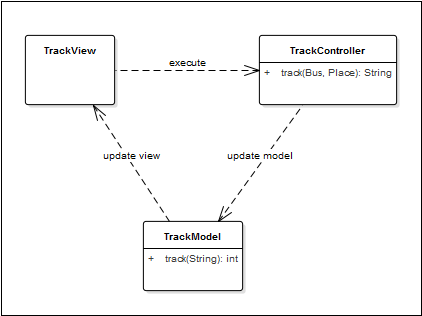 TrackView
execute
TrackController
+ track(Bus, Place): String
update view
update model
TrackModel
+ track(String): int